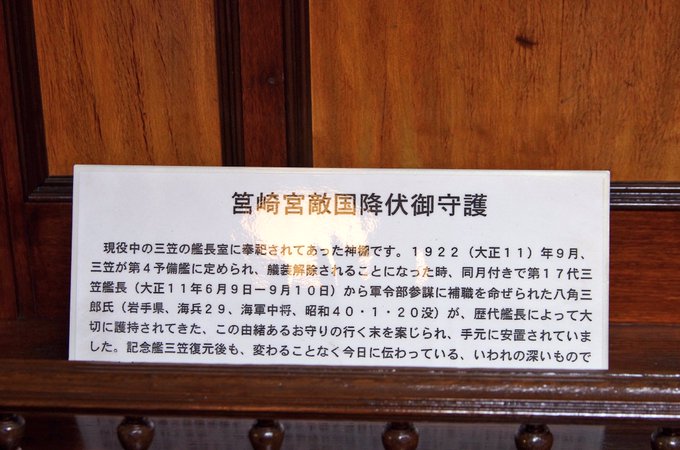 筥崎宮敵国降伏御守護
現役中の三笠の艦長室に奉祀されてあった神棚です。1922（大正11）年9月、
三笠が第4予備艦に定められ、艤装解除されることになった時、同月付きで第17代三
笠艦長（大正11年6月9日－9月10日）から軍令部参謀に補職を命ぜられた八角三
郎氏（岩手県、海兵29、海軍中将、昭和40・1・20没）が、歴代艦長によって大
切に護持されてきた、この由緒あるお守りの行く末を案じられ、手元に安置されていま
した。記念艦三笠復元後も、変わることなく今日に伝わっている、いわれの深いもので